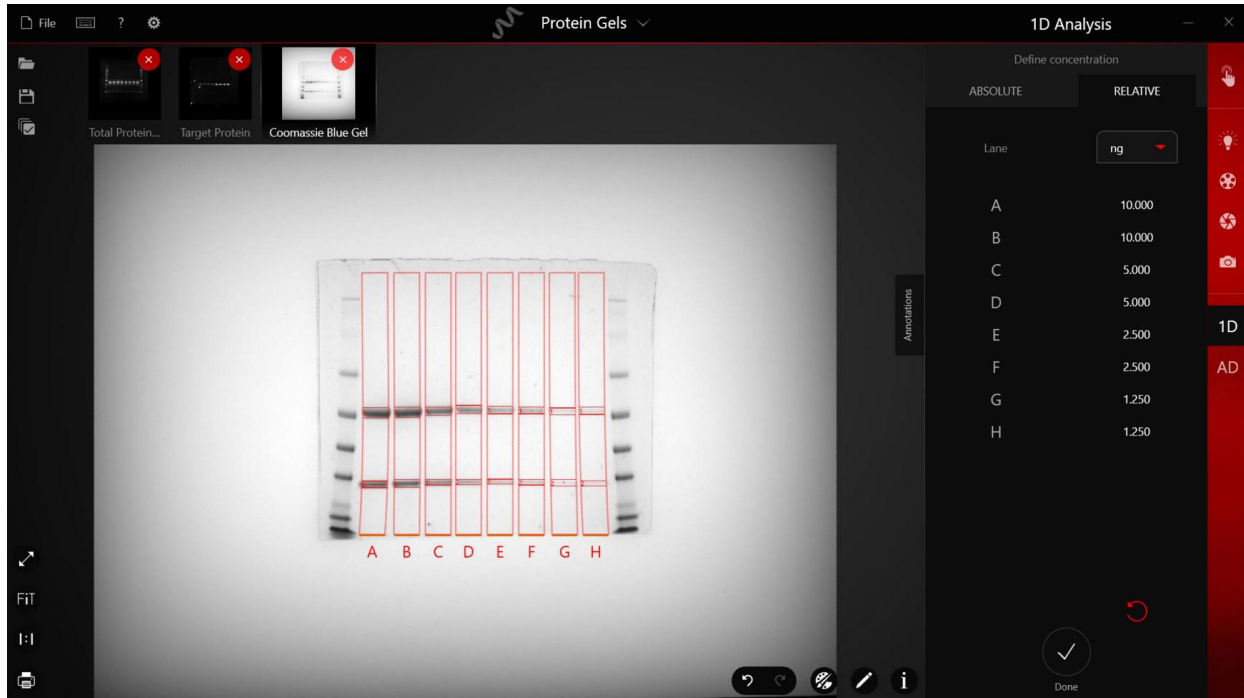 File ? Protein Gels 1D Analysis
Total Protein... Target Protein Coomassie Blue Gel
Define concentration
ABSOLUTE RELATIVE
Lane ng
A 10.000
B 10.000
C 5.000
D 5.000
E 2.500
F 2.500
G 1.250
H 1.250
Annotations
1D
AD
A B C D E F G H
FiT
1:1
i
Done